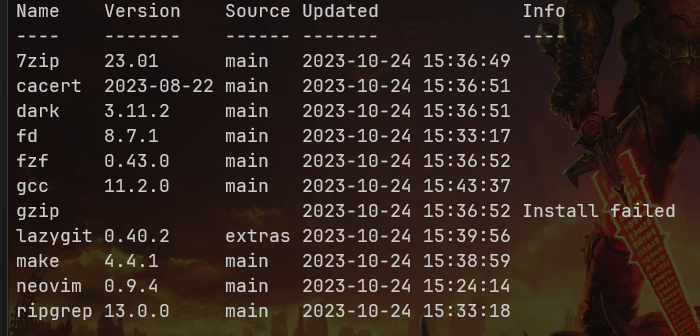 Name    Version    Source Updated             Info
----    -------    ------ -------             ----
7zip    23.01      main   2023-10-24 15:36:49
cacert  2023-08-22 main   2023-10-24 15:36:51
dark    3.11.2     main   2023-10-24 15:36:51
fd      8.7.1      main   2023-10-24 15:33:17
fzf     0.43.0     main   2023-10-24 15:36:52
gcc     11.2.0     main   2023-10-24 15:43:37
gzip                      2023-10-24 15:36:52 Install failed
lazygit 0.40.2     extras 2023-10-24 15:39:56
make    4.4.1      main   2023-10-24 15:38:59
neovim  0.9.4      main   2023-10-24 15:24:14
ripgrep 13.0.0     main   2023-10-24 15:33:18